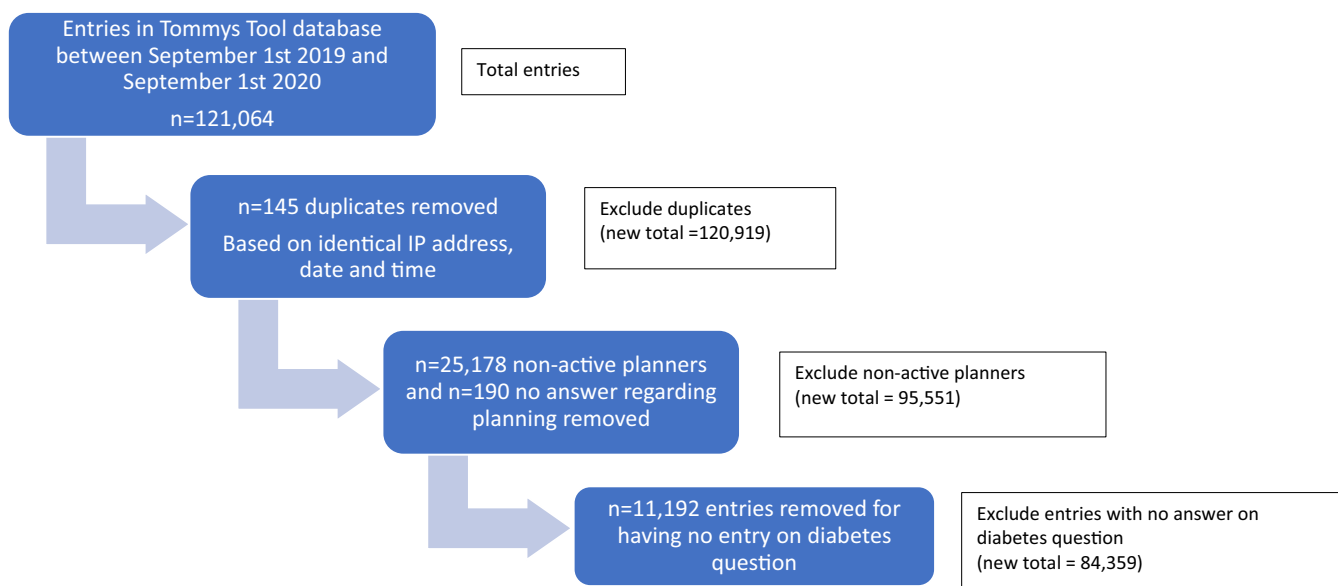 Entries in Tommys Tool database
between September 1st 2019 and
September 1st 2020
n=121,064
Total entries
n=145 duplicates removed
Based on identical IP address,
date and time
Exclude duplicates
(new total =120,919)
n=25,178 non-active planners
and n=190 no answer regarding
planning removed
Exclude non-active planners
(new total = 95,551)
n=11,192 entries removed for
having no entry on diabetes
question
Exclude entries with no answer on
diabetes question
(new total = 84,359)